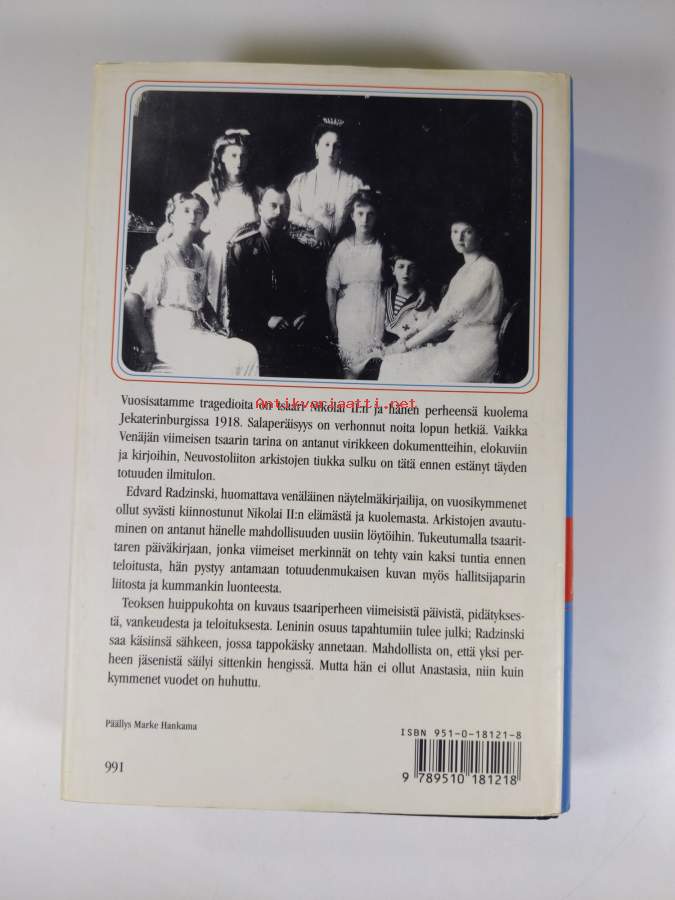 Antikvariaatti.net
Vuosisatamme tragedioita on tsaari Nikolai II:n ja hänen perheensä kuolema
Jekaterinburgissa 1918. Salaperäisyys on verhonnut noita lopun hetkiä. Vaikka
Venäjän viimeisen tsaarin tarina on antanut virikkeen dokumentteihin, elokuviin
ja kirjoihin, Neuvostoliiton arkistojen tiukka sulku on tätä ennen estänyt täyden
totuuden ilmitulon.
Edvard Radzinski, huomattava venäläinen näytelmäkirjailija, on vuosikymmenet
ollut syvästi kiinnostunut Nikolai II:n elämästä ja kuolemasta. Arkistojen avautu-
minen on antanut hänelle mahdollisuuden uusiin löytöihin. Tukeutumalla tsaarit-
taren päiväkirjaan, jonka viimeiset merkinnät on tehty vain kaksi tuntia ennen
teloitusta, hän pystyy antamaan totuudenmukaisen kuvan myös hallitsijaparin
liitosta ja kummankin luonteesta.
Teoksen huippukohta on kuvaus tsaariperheen viimeisistä päivistä, pidätykses-
tä, vankeudesta ja teloituksesta. Leninin osuus tapahtumiin tulee julki; Radzinski
saa käsiinsä sähkeen, jossa tappokäsky annetaan. Mahdollista on, että yksi per-
heen jäsenistä säilyi sittenkin hengissä. Mutta hän ei ollut Anastasia, niin kuin
kymmenet vuodet on huhuttu.
Päällys Marke Hankama
ISBN 951-0-18121-8
991
9 789510 181218